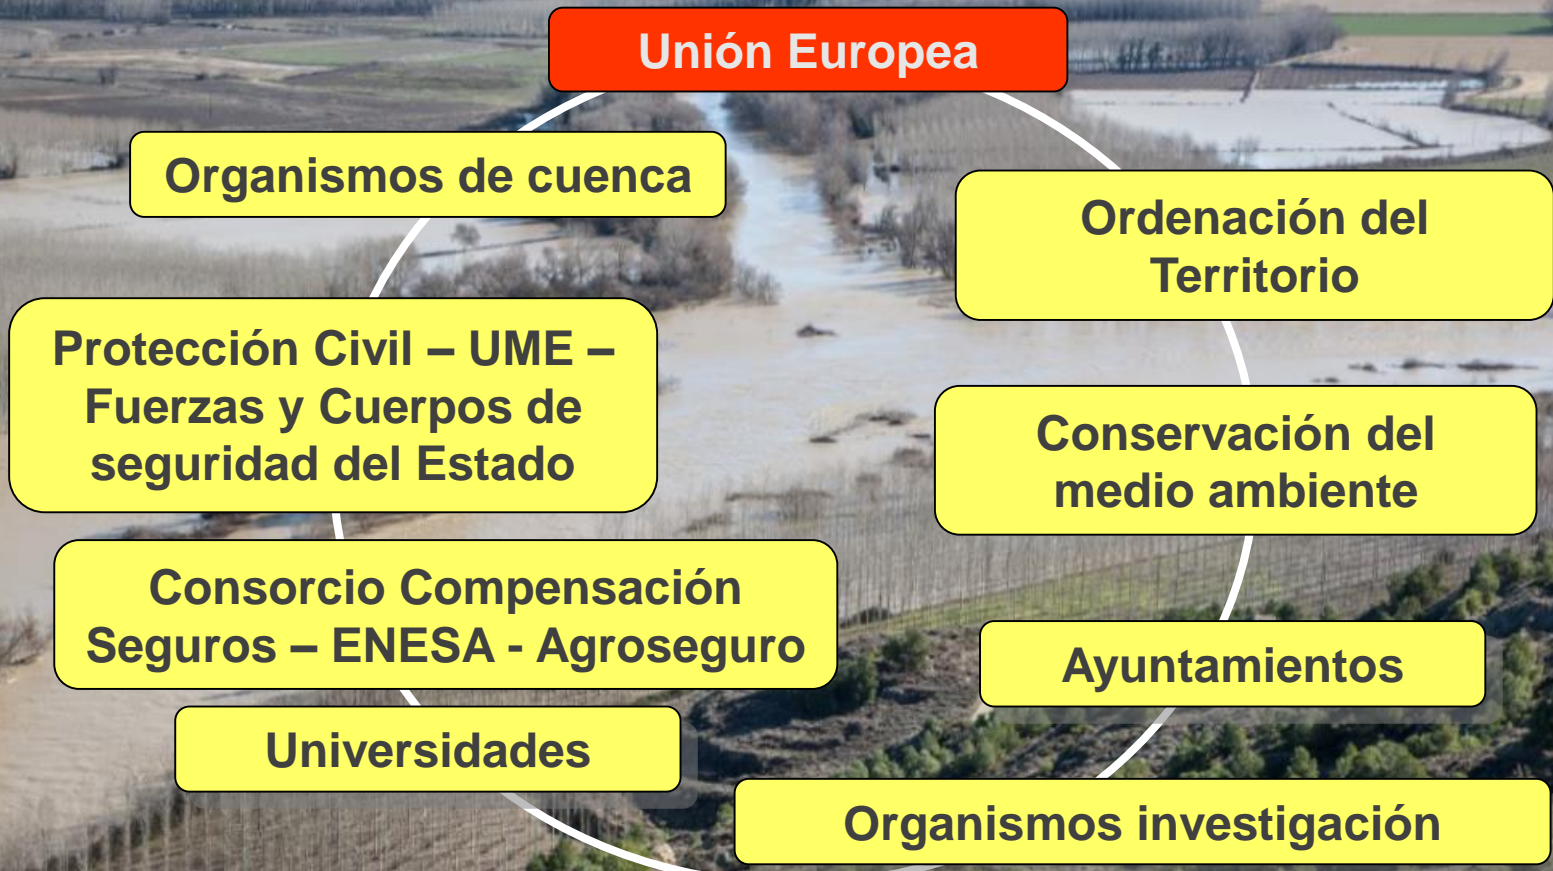 Unión Europea
Organismos de cuenca
Ordenación del
Territorio
Protección Civil – UME –
Fuerzas y Cuerpos de
seguridad del Estado
Conservación del
medio ambiente
Consorcio Compensación
Seguros – ENESA - Agroseguro
Ayuntamientos
Universidades
Organismos investigación